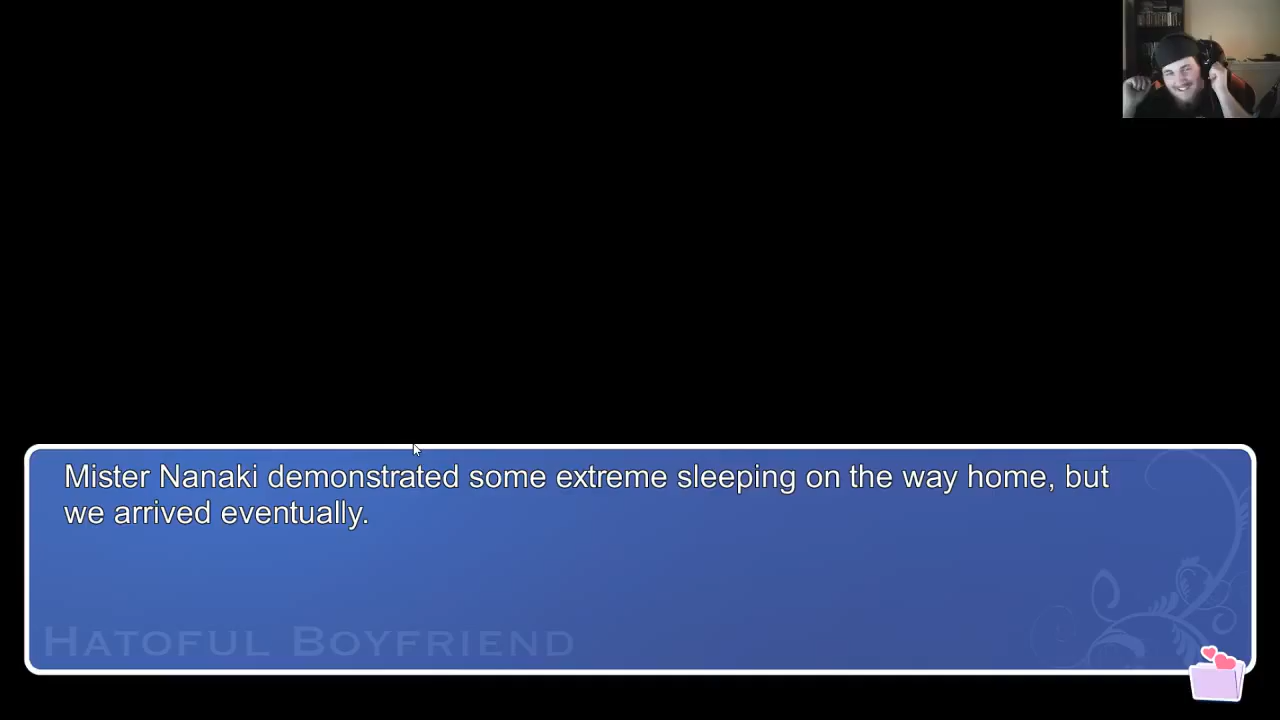 Mister Nanaki demonstrated some extreme sleeping on the way home, but
we arrived eventually.
HATOFUL BOYFRIEND